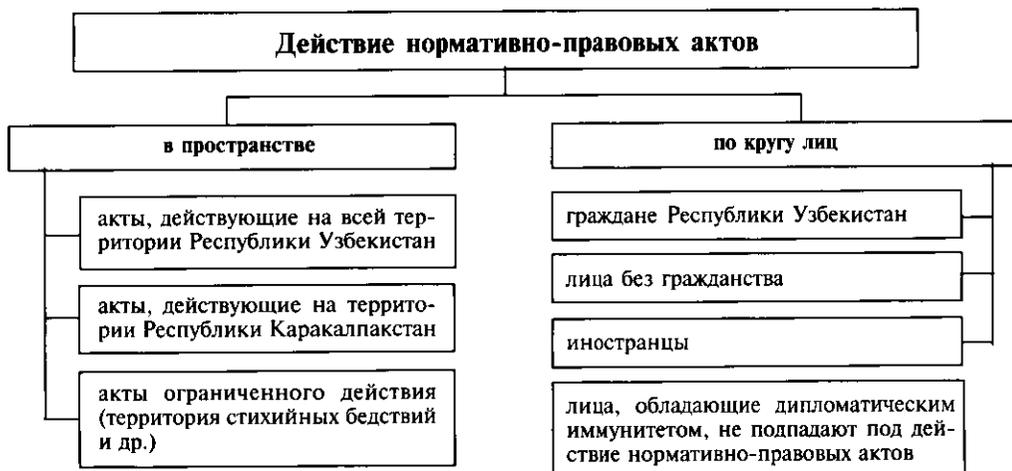 Действие нормативно-правовых актов
в пространстве
акты, действующие на всей тер-
ритории Республики Узбекистан
акты, действующие на террито-
рии Республики Каракалпакстан
акты ограниченного действия
(территория стихийных бедствий
и др.)
по кругу лиц
граждане Республики Узбекистан
лица без гражданства
иностранцы
лица, обладающие дипломатическим
иммунитетом, не подпадают под дей-
ствие нормативно-правовых актов